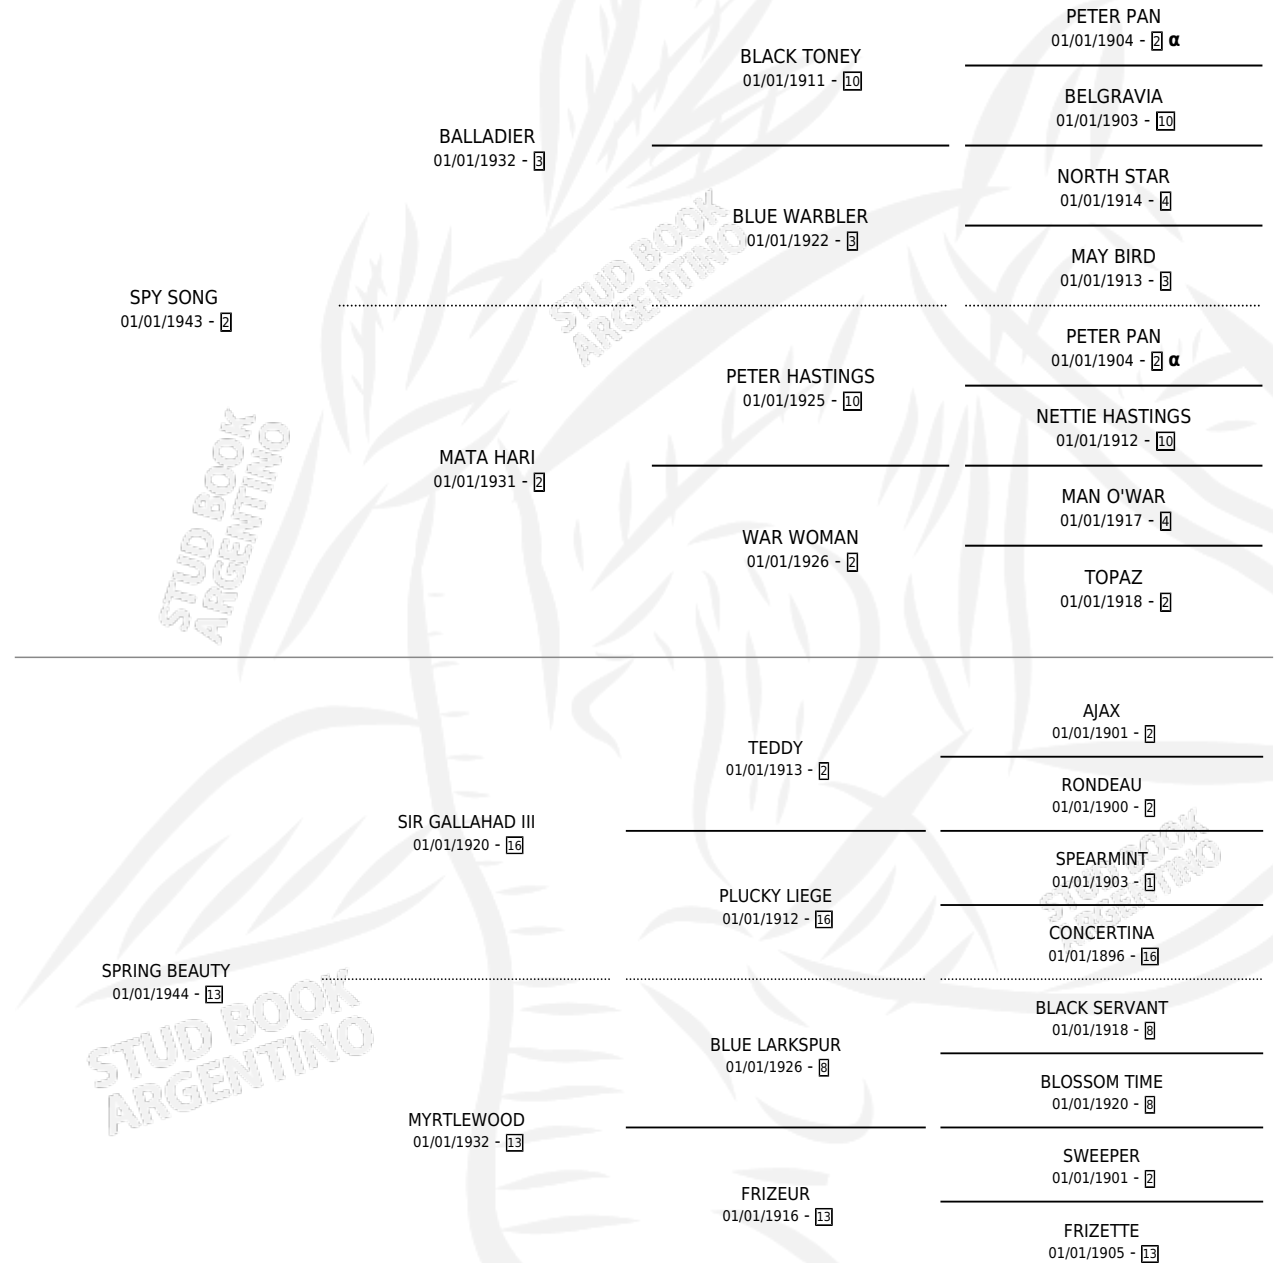 PETER PAN
01/01/1904 - 2 α
BLACK TONEY
01/01/1911 - 10
BELGRAVIA
01/01/1903 - 10
BALLADIER
01/01/1932 - 3
NORTH STAR
01/01/1914 - 4
BLUE WARBLER
01/01/1922 - 3
MAY BIRD
01/01/1913 - 3
STUD BOOK
ARGENTINO
SPY SONG
01/01/1943 - 2
PETER PAN
01/01/1904 - 2 α
PETER HASTINGS
01/01/1925 - 10
NETTIE HASTINGS
01/01/1912 - 10
MATA HARI
01/01/1931 - 2
MAN O'WAR
01/01/1917 - 4
WAR WOMAN
01/01/1926 - 2
TOPAZ
01/01/1918 - 2
STUD BOOK
ARGENTINO
AJAX
01/01/1901 - 2
TEDDY
01/01/1913 - 2
RONDEAU
01/01/1900 - 2
SIR GALLAHAD III
01/01/1920 - 16
SPEARMINT
01/01/1903 - 1
PLUCKY LIEGE
01/01/1912 - 16
CONCERTINA
01/01/1896 - 16
STUD BOOK
ARGENTINO
SPRING BEAUTY
01/01/1944 - 13
BLACK SERVANT
01/01/1918 - 8
BLUE LARKSPUR
01/01/1926 - 8
BLOSSOM TIME
01/01/1920 - 8
STUD BOOK
ARGENTINO
MYRTLEWOOD
01/01/1932 - 13
SWEEPER
01/01/1901 - 2
FRIZEUR
01/01/1916 - 13
FRIZETTE
01/01/1905 - 13